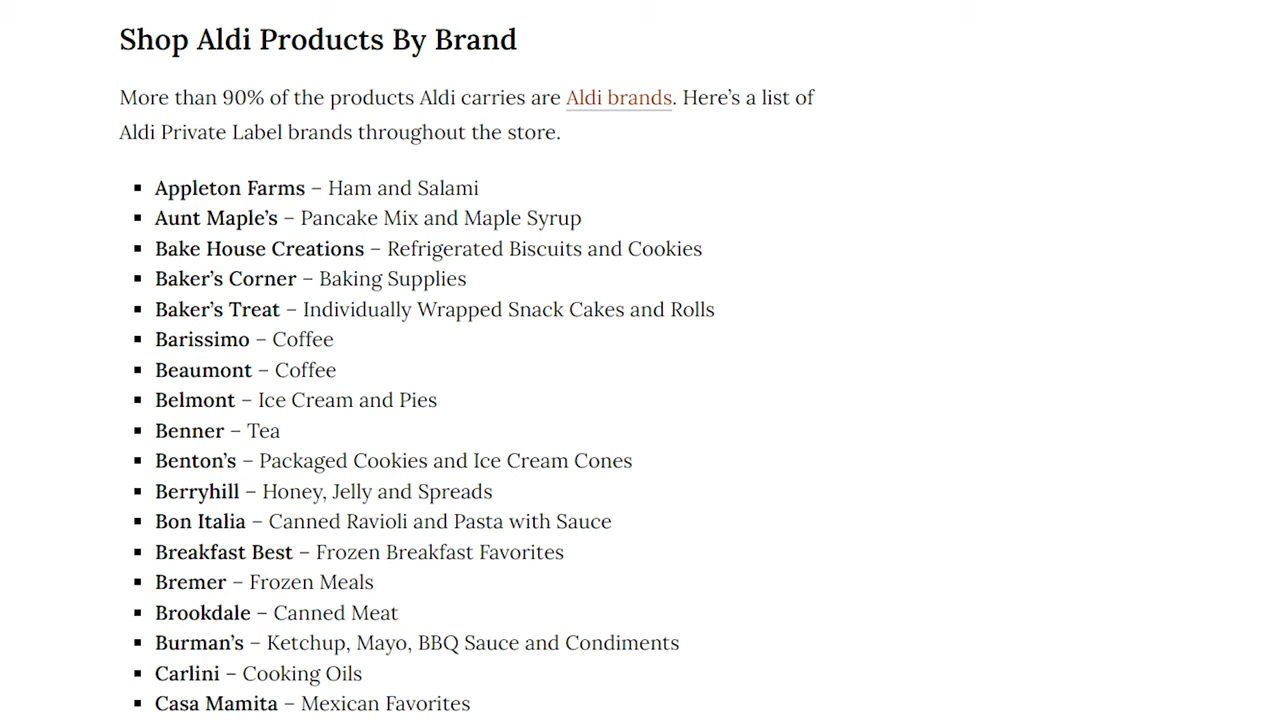 Shop Aldi Products By Brand
More than 90% of the products Aldi carries are Aldi brands. Here’s a list of
Aldi Private Label brands throughout the store.
▪ Appleton Farms – Ham and Salami
▪ Aunt Maple’s – Pancake Mix and Maple Syrup
▪ Bake House Creations – Refrigerated Biscuits and Cookies
▪ Baker’s Corner – Baking Supplies
▪ Baker’s Treat – Individually Wrapped Snack Cakes and Rolls
▪ Barissimo – Coffee
▪ Beaumont – Coffee
▪ Belmont – Ice Cream and Pies
▪ Benner – Tea
▪ Benton’s – Packaged Cookies and Ice Cream Cones
▪ Berryhill – Honey, Jelly and Spreads
▪ Bon Italia – Canned Ravioli and Pasta with Sauce
▪ Breakfast Best – Frozen Breakfast Favorites
▪ Bremer – Frozen Meals
▪ Brookdale – Canned Meat
▪ Burman’s – Ketchup, Mayo, BBQ Sauce and Condiments
▪ Carlini – Cooking Oils
▪ Casa Mamita – Mexican Favorites